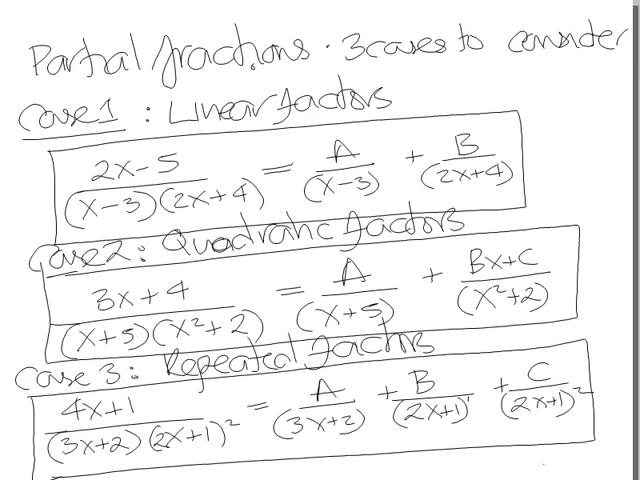 Partial fractions. 3 cases to consider
Case 1 : Linear factors
2x-5/(x-3)(2x+4) = A/(x-3) + B/(2x+4)
Case 2: Quadratic factors
3x+4/(x+5)(x²+2) = A/(x+5) + Bx+C/(x²+2)
Case 3: Repeated factors
4x+1/(3x+2)(2x+1)² = A/(3x+2) + B/(2x+1)¹ + C/(2x+1)²